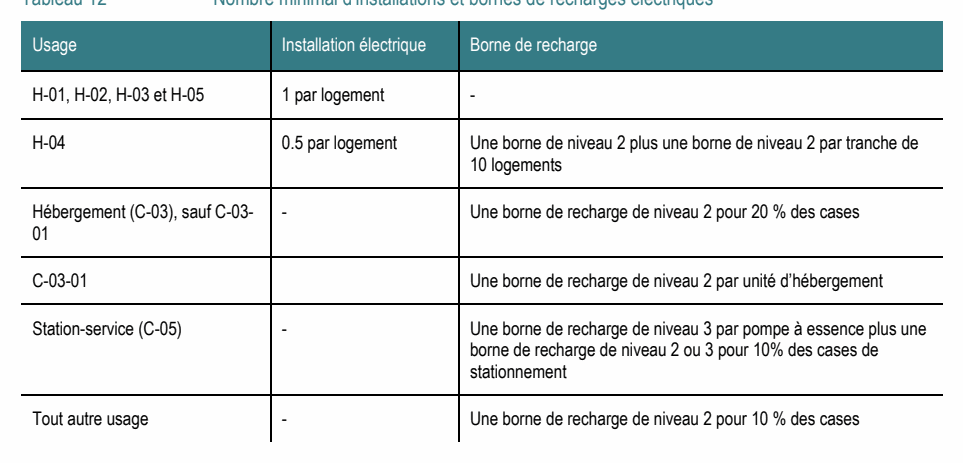 Tableau 12 Nombre minimal d'installations et bornes de recharges électriques
Usage Installation électrique Borne de recharge
H-01, H-02, H-03 et H-05 1 par logement -
H-04 0.5 par logement Une borne de niveau 2 plus une borne de niveau 2 par tranche de
10 logements
Hébergement (C-03), sauf C-03- - Une borne de recharge de niveau 2 pour 20 % des cases
01
C-03-01 Une borne de recharge de niveau 2 par unité d'hébergement
Station-service (C-05) - Une borne de recharge de niveau 3 par pompe à essence plus une
borne de recharge de niveau 2 ou 3 pour 10% des cases de
stationnement
Tout autre usage - Une borne de recharge de niveau 2 pour 10 % des cases